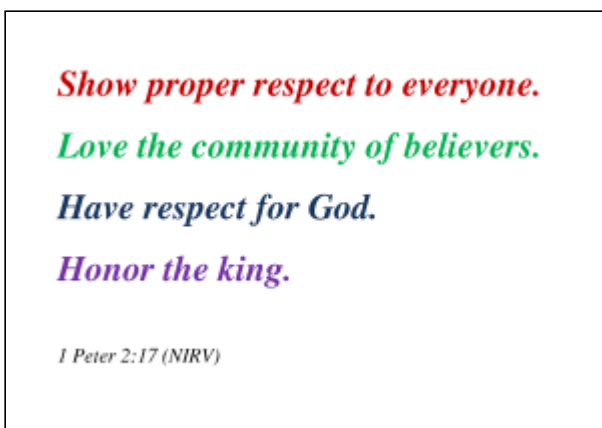 Show proper respect to everyone.
Love the community of believers.
Have respect for God.
Honor the king.
1 Peter 2:17 (NIRV)